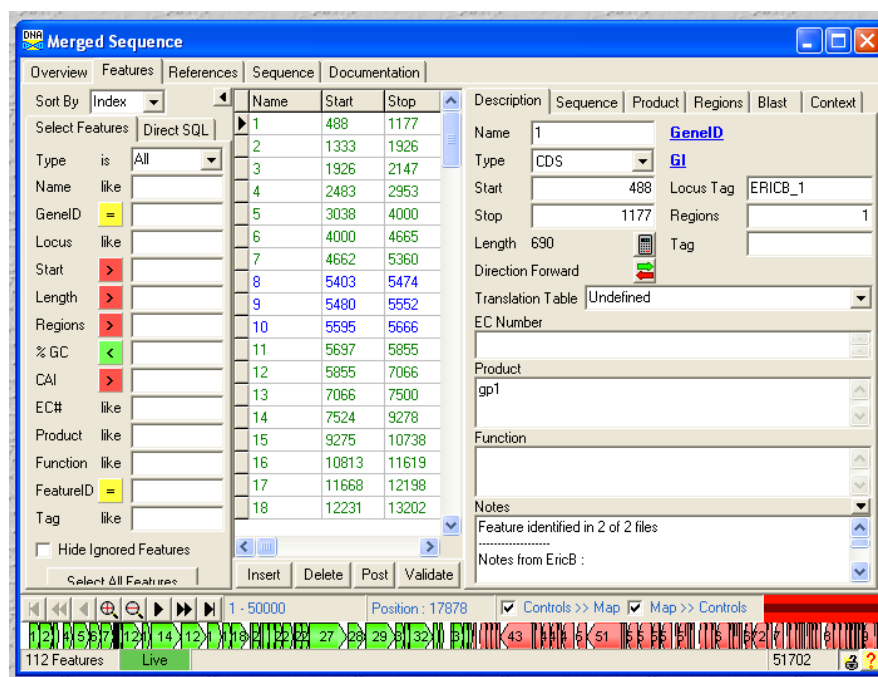 DNA Merged Sequence
Overview Features References Sequence Documentation
Sort By Index
Select Features Direct SQL
Type is All
Name like
GeneID =
Locus like
Start >
Length >
Regions >
% GC <
CAI >
EC# like
Product like
Function like
FeatureID =
Tag like
Hide Ignored Features
Select All Features
Name Start Stop
1 488 1177
2 1333 1926
3 1926 2147
4 2483 2953
5 3038 4000
6 4000 4665
7 4662 5360
8 5403 5474
9 5480 5552
10 5595 5666
11 5697 5855
12 5855 7066
13 7066 7500
14 7524 9278
15 9275 10738
16 10813 11619
17 11668 12198
18 12231 13202
Insert Delete Post Validate
Description Sequence Product Regions Blast Context
Name 1 GeneID
Type CDS GI
Start 488 Locus Tag ERICB_1
Stop 1177 Regions 1
Length 690 Tag
Direction Forward
Translation Table Undefined
EC Number
Product
gp1
Function
Notes
Feature identified in 2 of 2 files
-------------------
Notes from EricB :
1 - 50000 Position : 17878 Controls >> Map Map >> Controls
14 27 29 43 51
112 Features Live 51702 ?